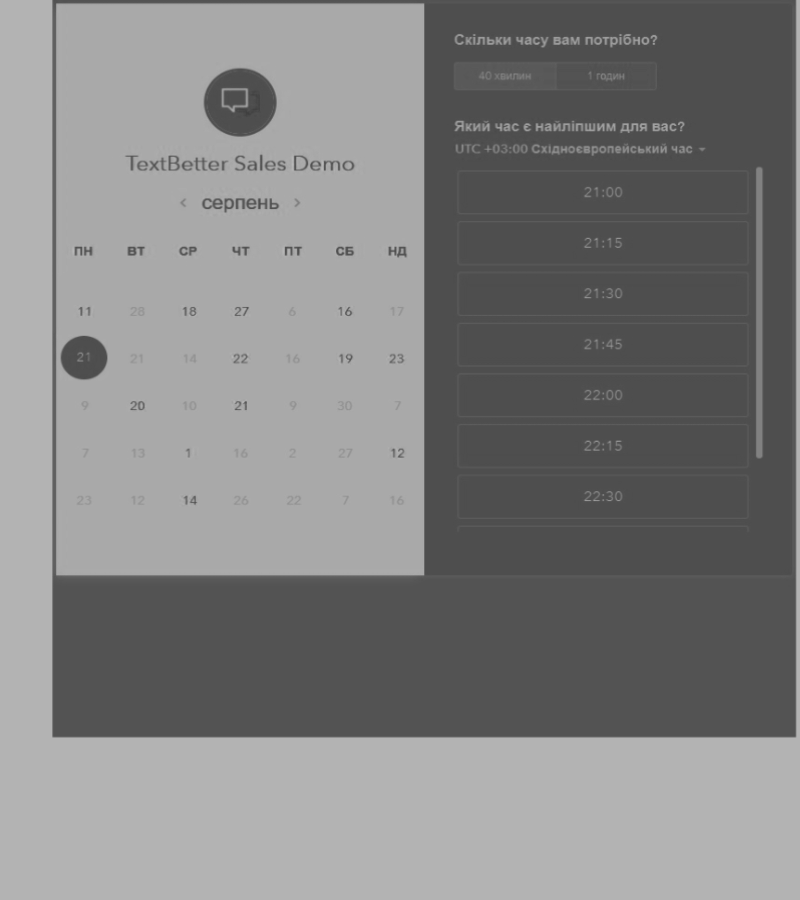 TextBetter Sales Demo
‹ серпень ›
ПН ВТ СР ЧТ ПТ СБ НД
11 28 18 27 6 16 17
21 21 14 22 16 19 23
9 20 10 21 9 30 7
7 13 1 16 2 27 12
23 12 14 26 22 7 16
Скільки часу вам потрібно?
40 хвилин 1 годин
Який час є найліпшим для вас?
UTC +03:00 Східноєвропейський час
21:00
21:15
21:30
21:45
22:00
22:15
22:30